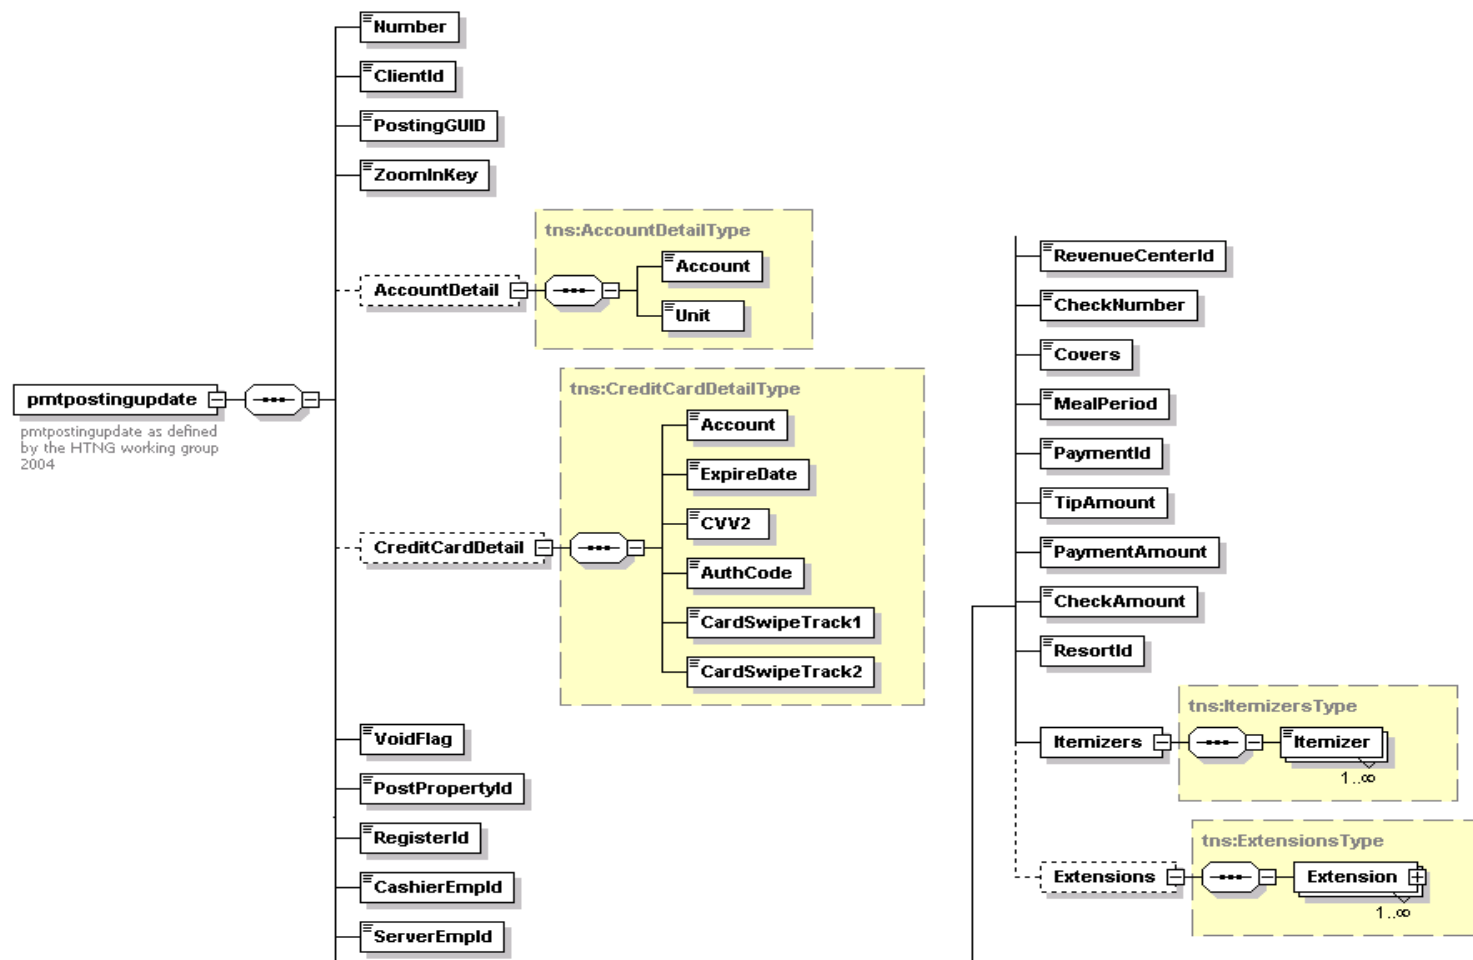 Number
ClientId
PostingGUID
ZoomInKey
tns:AccountDetailType
AccountDetail
Account
Unit
pmtpostingupdate
pmtpostingupdate as defined
by the HTNG working group
2004
tns:CreditCardDetailType
CreditCardDetail
Account
ExpireDate
CVV2
AuthCode
CardSwipeTrack1
CardSwipeTrack2
VoidFlag
PostPropertyId
RegisterId
CashierEmpId
ServerEmpId
RevenueCenterId
CheckNumber
Covers
MealPeriod
PaymentId
TipAmount
PaymentAmount
CheckAmount
ResortId
tns:ItemizersType
Itemizers
Itemizer
1..∞
tns:ExtensionsType
Extensions
Extension
1..∞